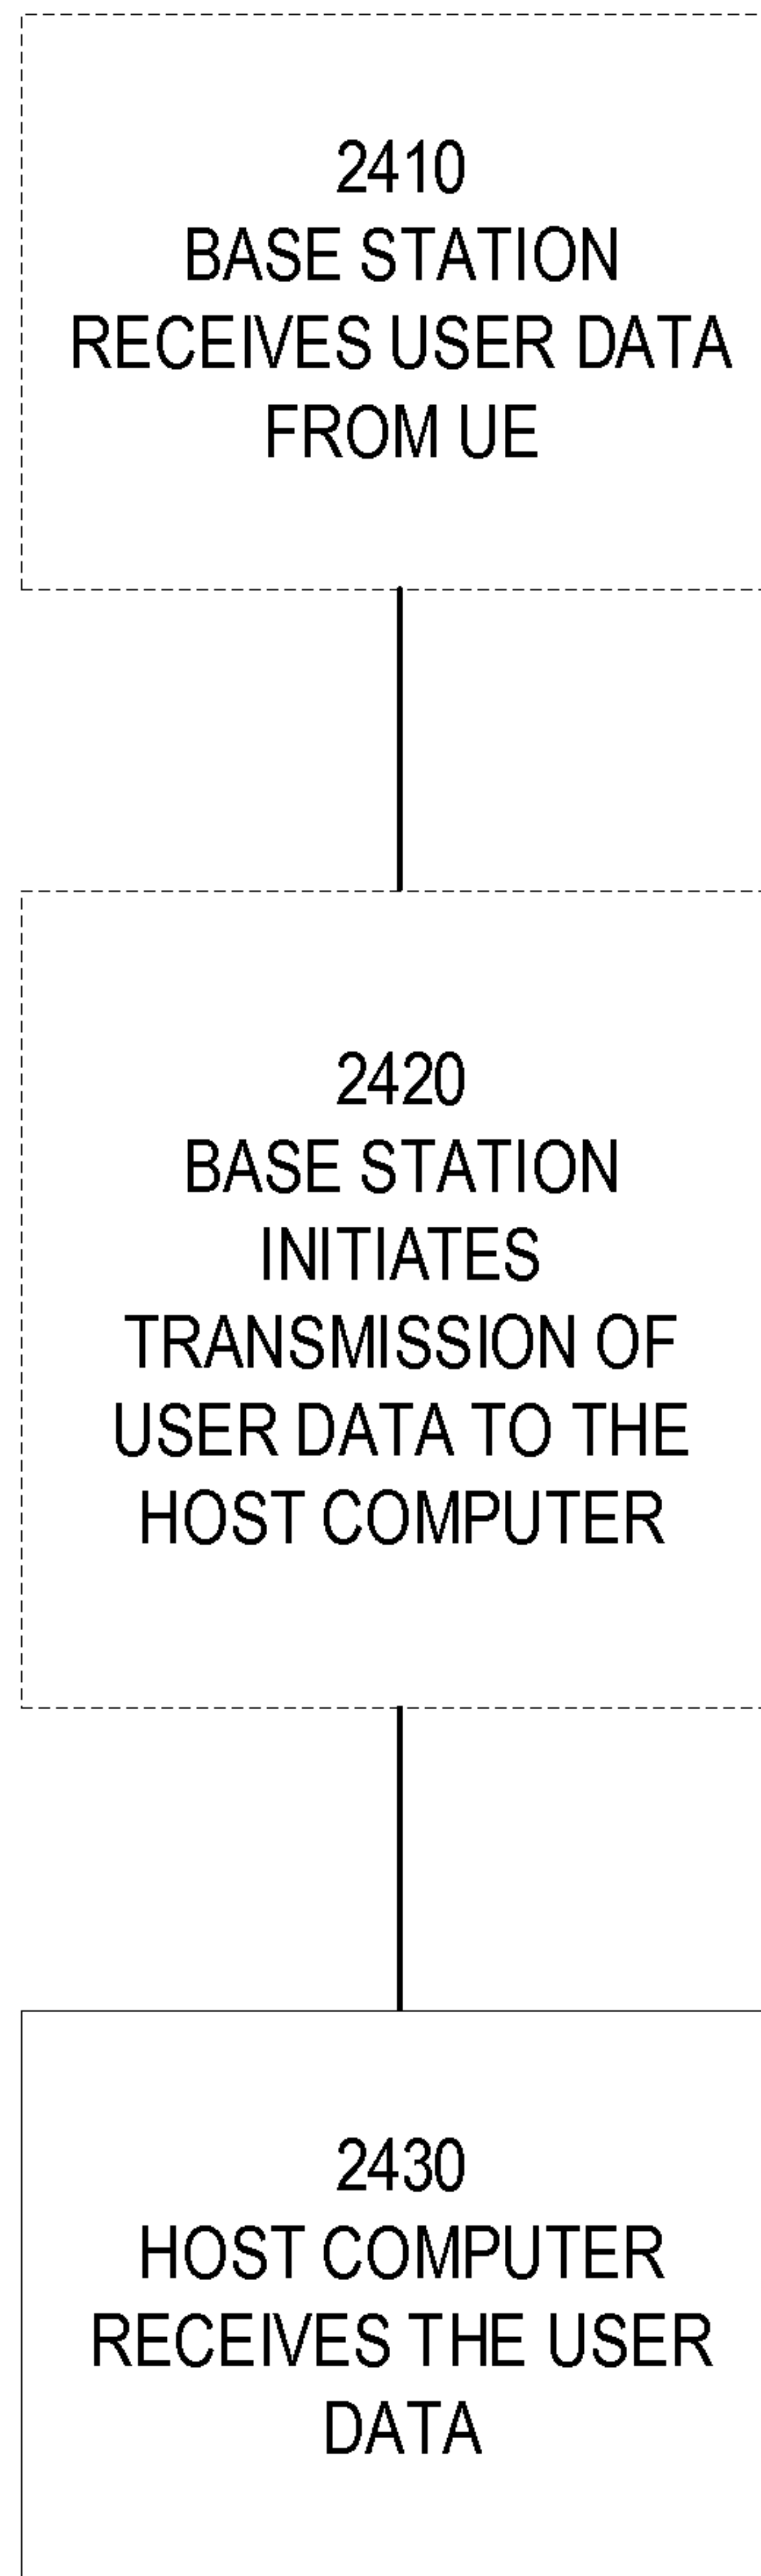 2410
BASE STATION
RECEIVES USER DATA
FROM UE
2420
BASE STATION
INITIATES
TRANSMISSION OF
USER DATA TO THE
HOST COMPUTER
2430
HOST COMPUTER
RECEIVES THE USER
DATA